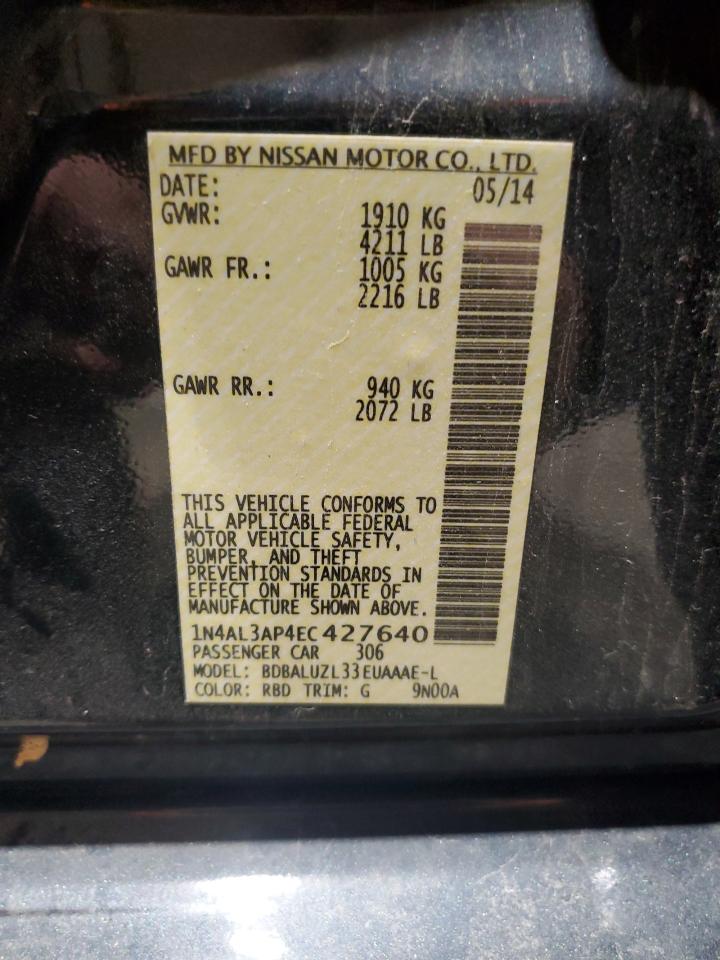 MFD BY NISSAN MOTOR CO., LTD.
DATE: 05/14
GVWR: 1910 KG
4211 LB
GAWR FR.: 1005 KG
2216 LB
GAWR RR.: 940 KG
2072 LB
THIS VEHICLE CONFORMS TO
ALL APPLICABLE FEDERAL
MOTOR VEHICLE SAFETY,
BUMPER, AND THEFT
PREVENTION STANDARDS IN
EFFECT ON THE DATE OF
MANUFACTURE SHOWN ABOVE.
1N4AL3AP4EC427640
PASSENGER CAR 306
MODEL: BDBALUZL33EUAAAE-L
COLOR: RBD TRIM: G 9N00A